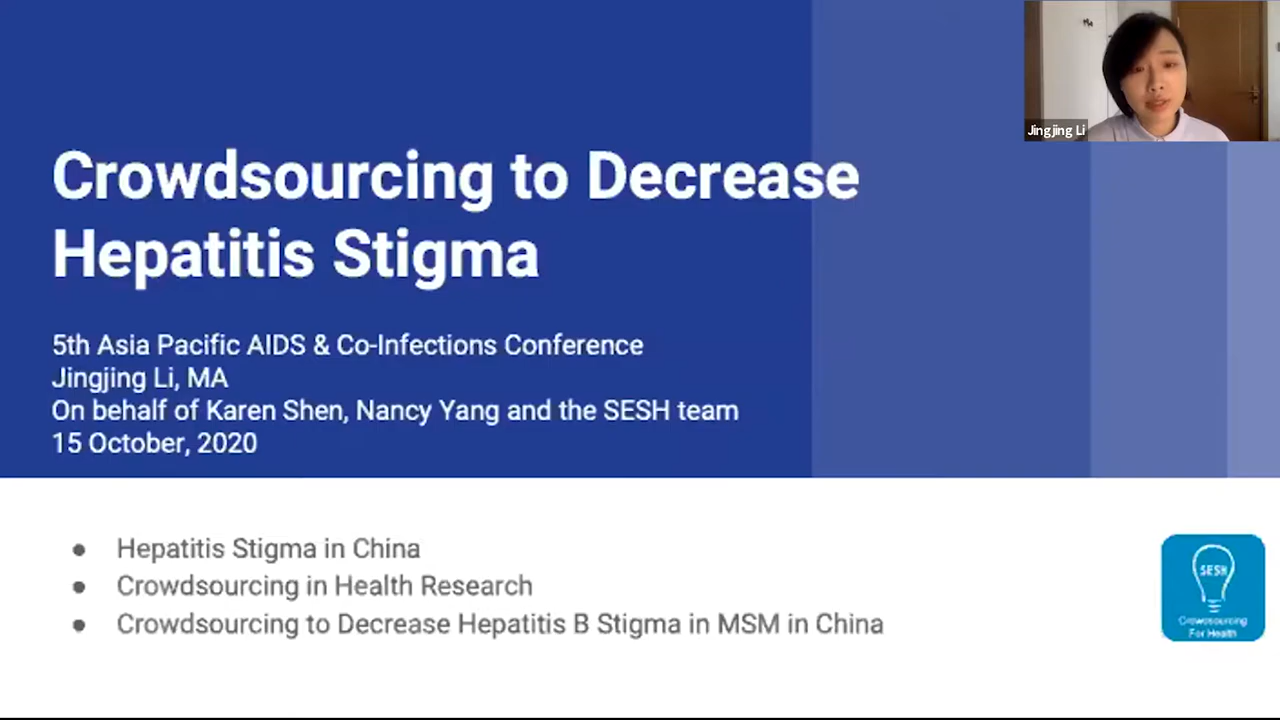 Jingjing Li
Crowdsourcing to Decrease
Hepatitis Stigma
5th Asia Pacific AIDS & Co-Infections Conference
Jingjing Li, MA
On behalf of Karen Shen, Nancy Yang and the SESH team
15 October, 2020
● Hepatitis Stigma in China
● Crowdsourcing in Health Research
● Crowdsourcing to Decrease Hepatitis B Stigma in MSM in China
SESH
Crowdsourcing
For Health